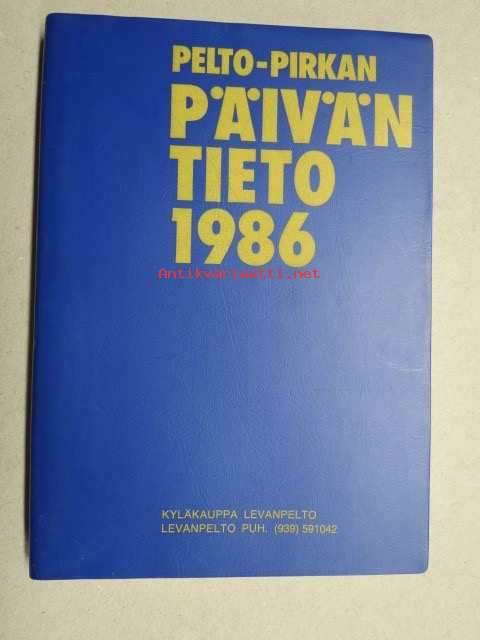 PELTO-PIRKAN
PÄIVÄN
TIETO
1986
Antikvariaatti.net
KYLÄKAUPPA LEVANPELTO
LEVANPELTO PUH. (939) 591042